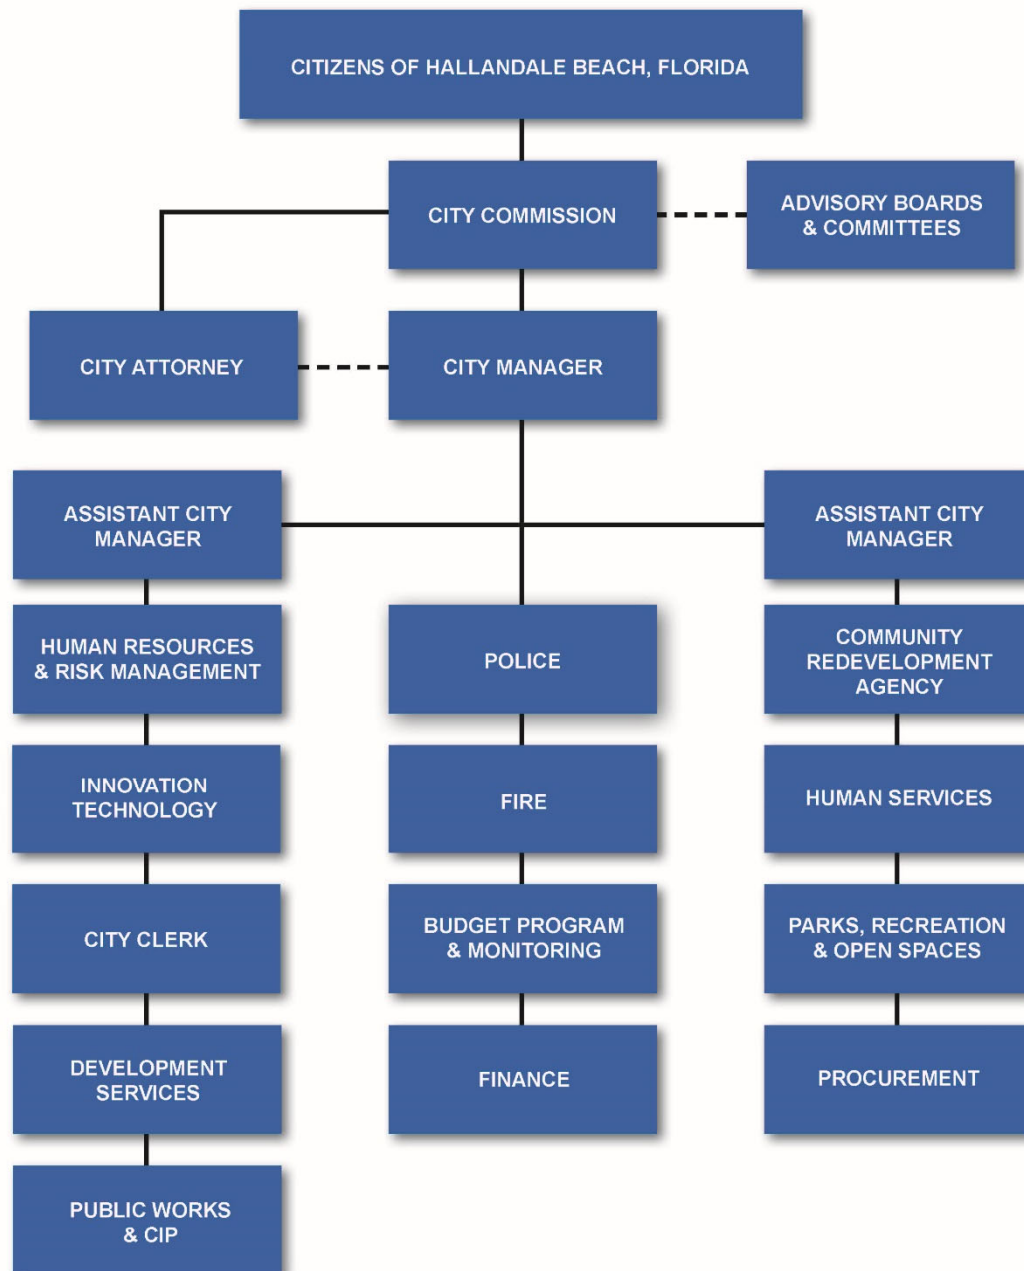 CITIZENS OF HALLANDALE BEACH, FLORIDA
CITY COMMISSION
ADVISORY BOARDS
& COMMITTEES
CITY ATTORNEY
CITY MANAGER
ASSISTANT CITY
MANAGER
ASSISTANT CITY
MANAGER
HUMAN RESOURCES
& RISK MANAGEMENT
POLICE
COMMUNITY
REDEVELOPMENT
AGENCY
INNOVATION
TECHNOLOGY
FIRE
HUMAN SERVICES
CITY CLERK
BUDGET PROGRAM
& MONITORING
PARKS, RECREATION
& OPEN SPACES
DEVELOPMENT
SERVICES
FINANCE
PROCUREMENT
PUBLIC WORKS
& CIP